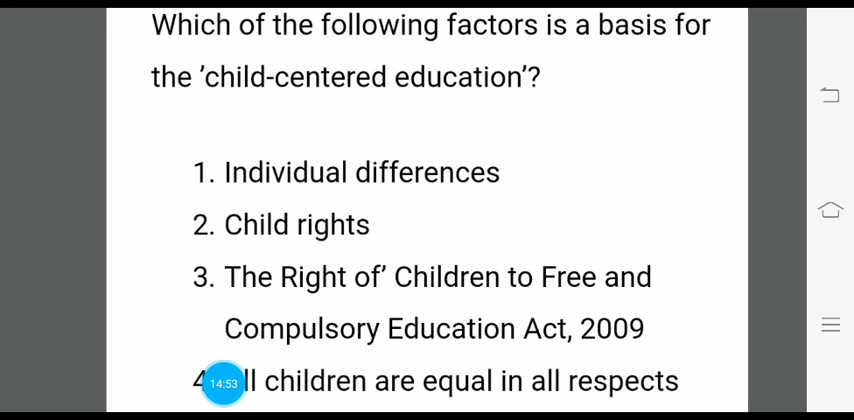 Which of the following factors is a basis for
the ’child-centered education’?
1. Individual differences
2. Child rights
3. The Right of’ Children to Free and
Compulsory Education Act, 2009
4 ll children are equal in all respects
14:53